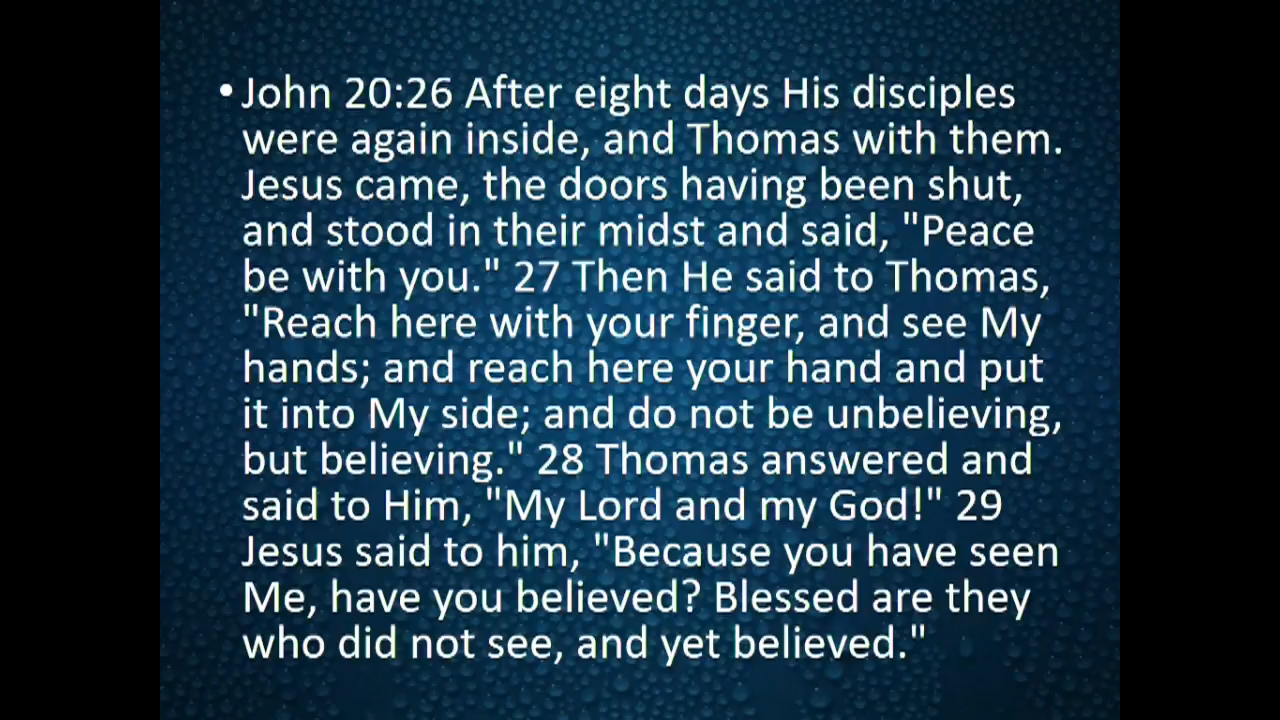 • John 20:26 After eight days His disciples
were again inside, and Thomas with them.
Jesus came, the doors having been shut,
and stood in their midst and said, "Peace
be with you." 27 Then He said to Thomas,
"Reach here with your finger, and see My
hands; and reach here your hand and put
it into My side; and do not be unbelieving,
but believing." 28 Thomas answered and
said to Him, "My Lord and my God!" 29
Jesus said to him, "Because you have seen
Me, have you believed? Blessed are they
who did not see, and yet believed."